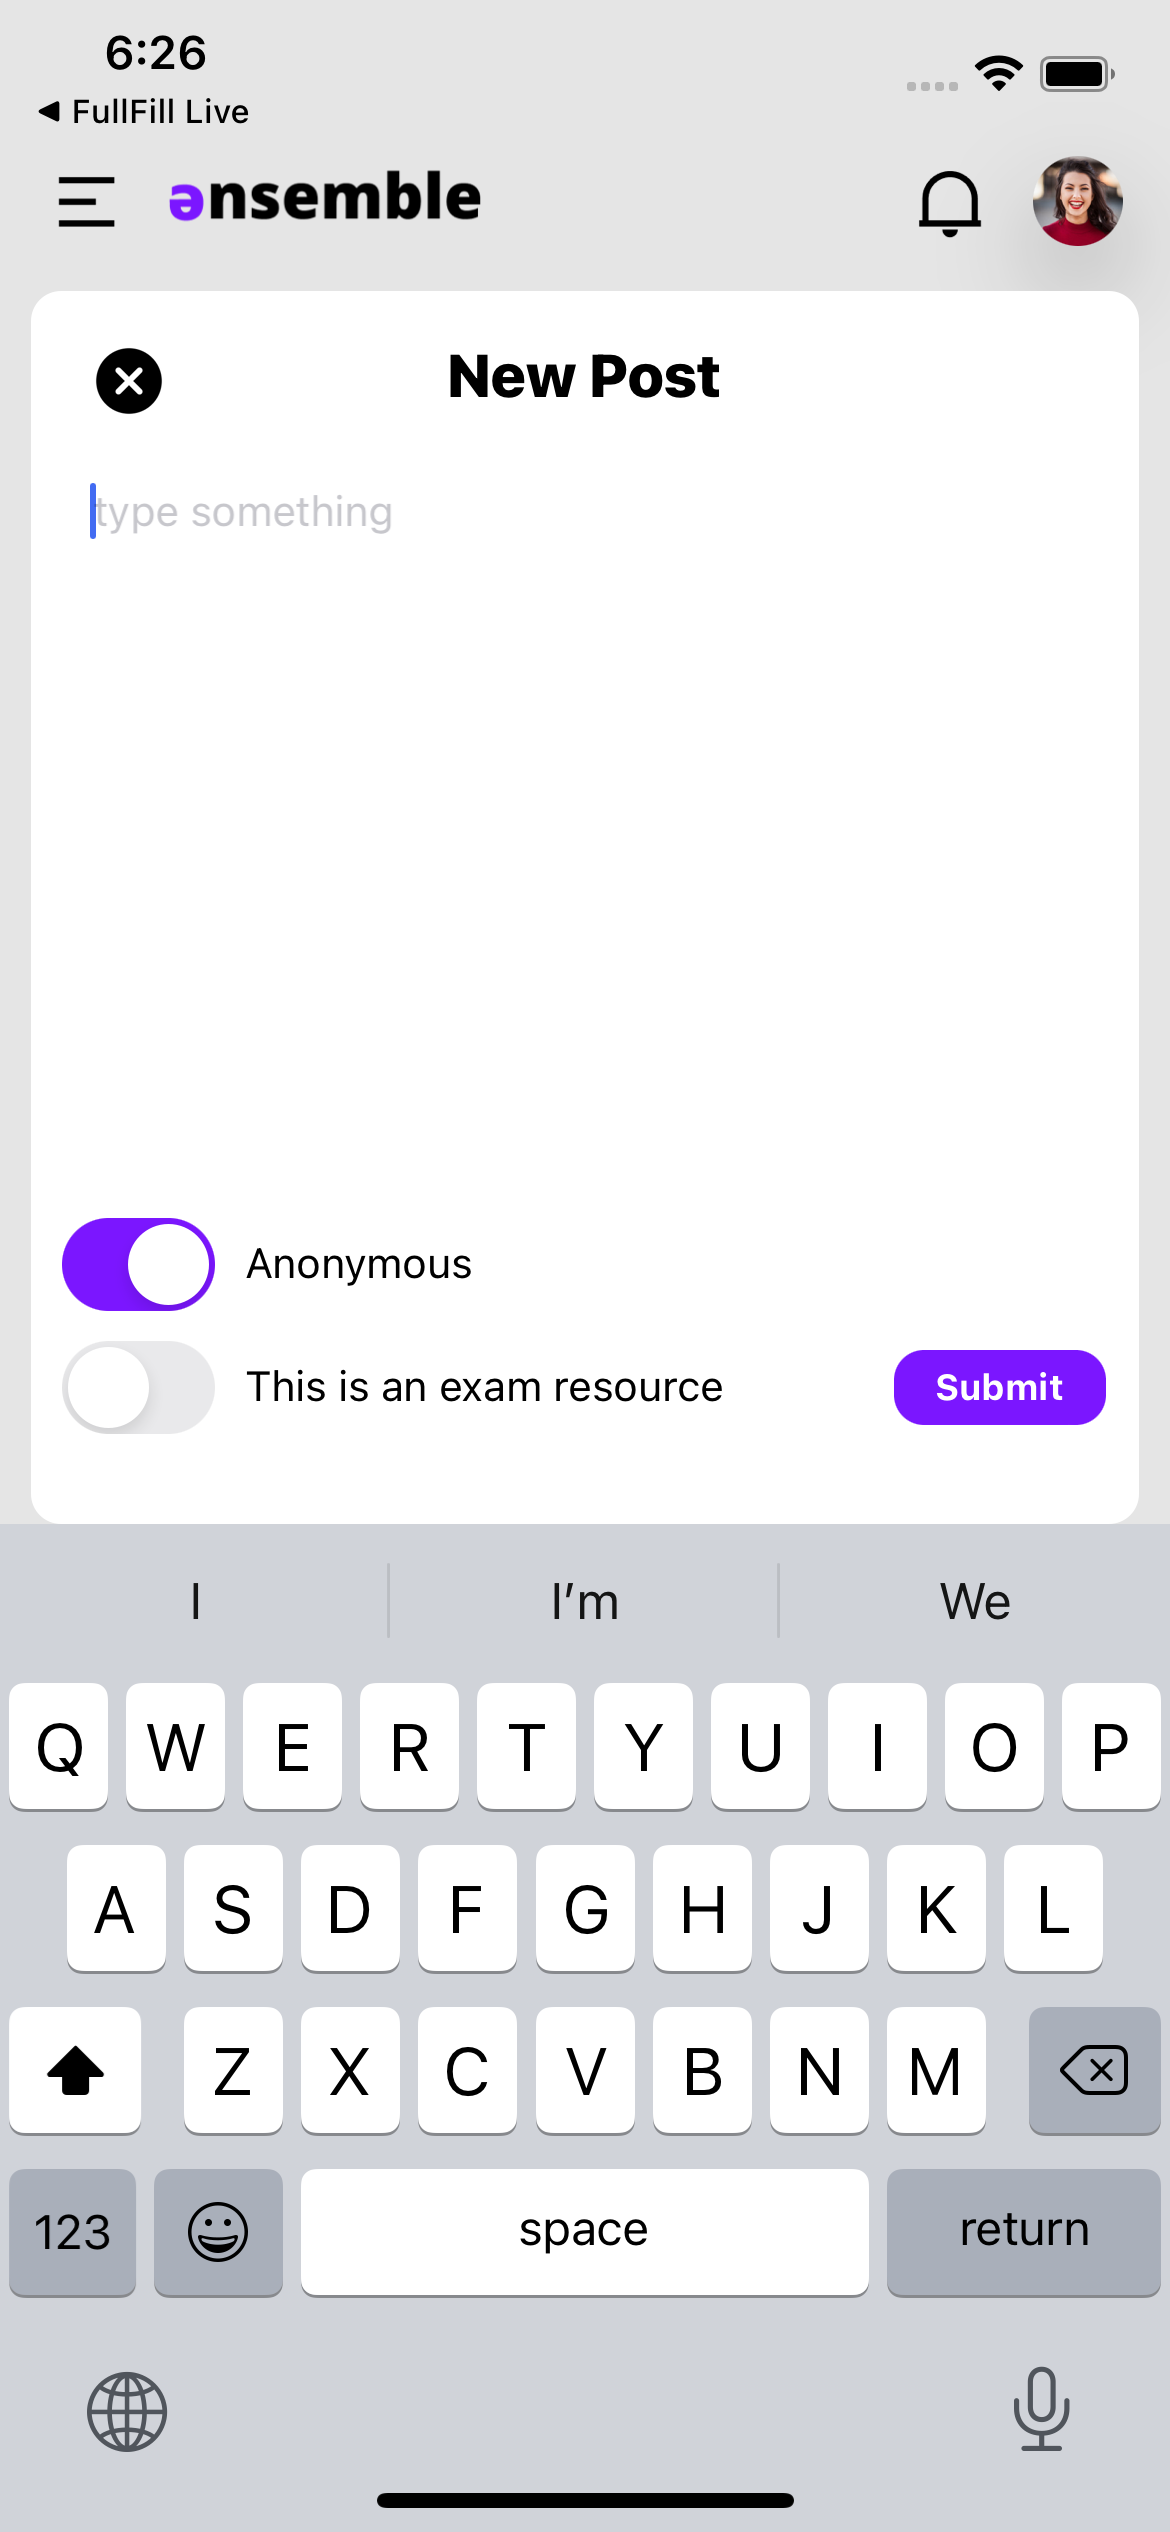 6:26
FullFill Live
ənsemble
New Post
type something
Anonymous
This is an exam resource
Submit
I I’m We
Q W E R T Y U I O P
A S D F G H J K L
Z X C V B N M
123 space return